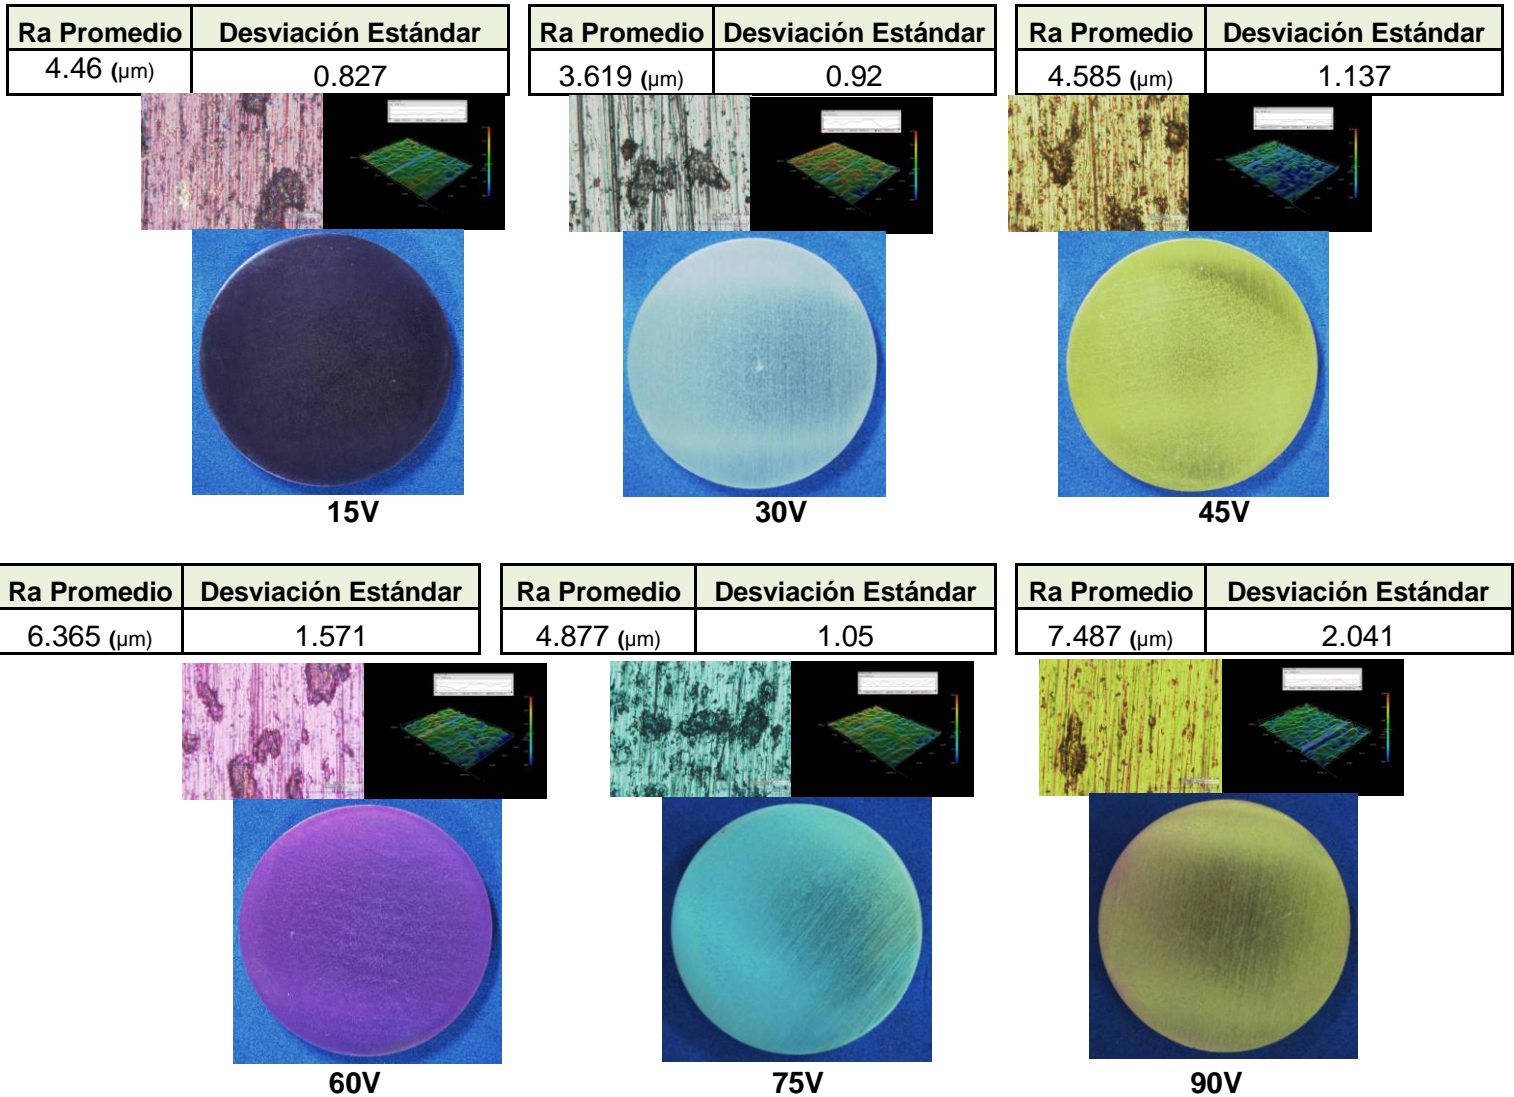 Ra Promedio Desviación Estándar
4.46 (µm) 0.827
Ra Promedio Desviación Estándar
3.619 (µm) 0.92
Ra Promedio Desviación Estándar
4.585 (µm) 1.137
15V
30V
45V
Ra Promedio Desviación Estándar
6.365 (µm) 1.571
Ra Promedio Desviación Estándar
4.877 (µm) 1.05
Ra Promedio Desviación Estándar
7.487 (µm) 2.041
60V
75V
90V